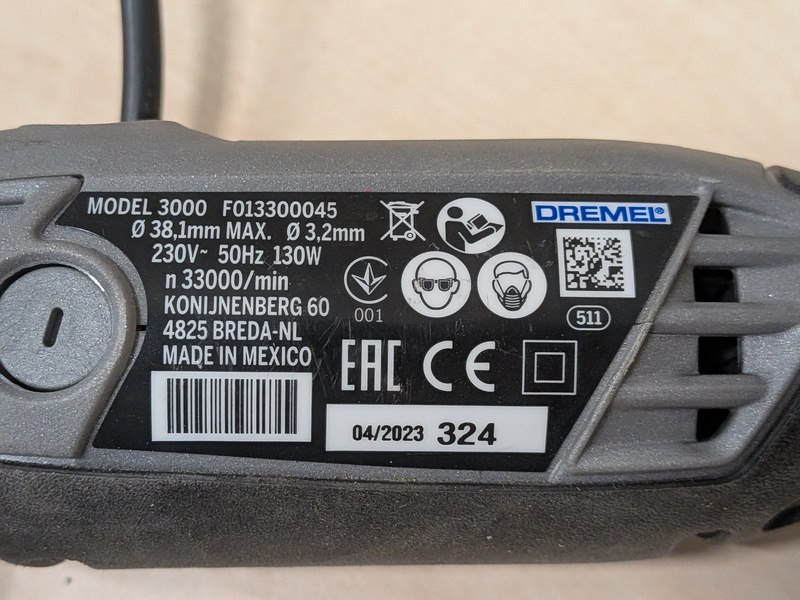 MODEL 3000 F013300045
Ø 38,1mm MAX. Ø 3,2mm
230V~ 50Hz 130W
n 33000/min
KONIJNENBERG 60
4825 BREDA-NL
MADE IN MEXICO
DREMEL®
001
511
EAC CE
04/2023 324